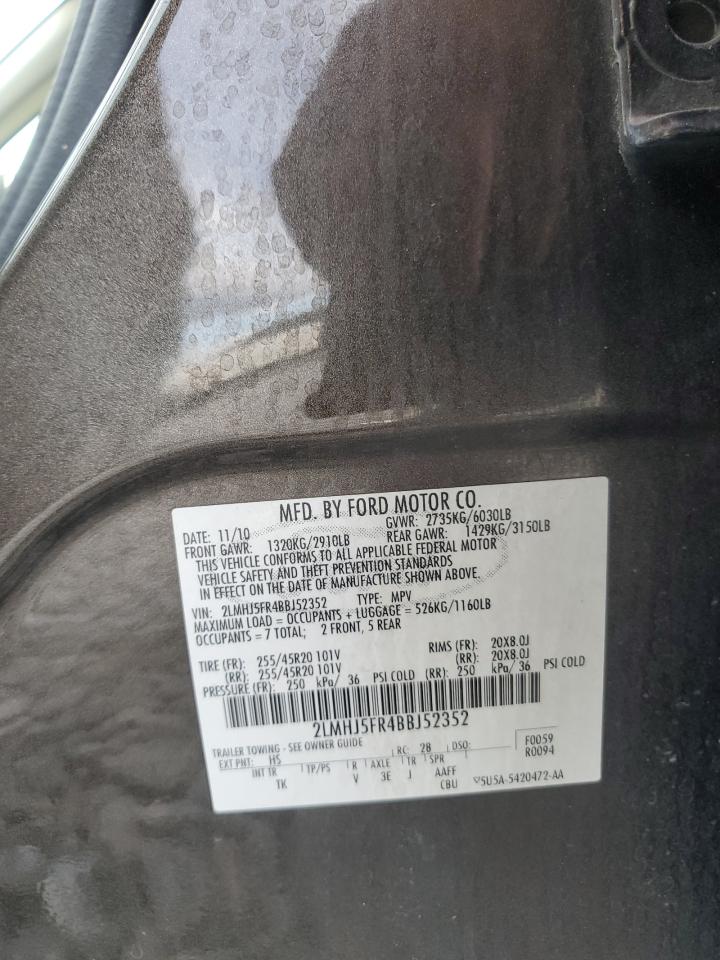 MFD. BY FORD MOTOR CO.
DATE: 11/10 GVWR: 2735KG/6030LB
FRONT GAWR: 1320KG/2910LB REAR GAWR: 1429KG/3150LB
THIS VEHICLE CONFORMS TO ALL APPLICABLE FEDERAL MOTOR
VEHICLE SAFETY AND THEFT PREVENTION STANDARDS
IN EFFECT ON THE DATE OF MANUFACTURE SHOWN ABOVE.
VIN: 2LMHJ5FR4BBJ52352 TYPE: MPV
MAXIMUM LOAD = OCCUPANTS + LUGGAGE = 526KG/1160LB
OCCUPANTS = 7 TOTAL; 2 FRONT, 5 REAR
TIRE (FR): 255/45R20 101V RIMS (FR): 20X8.0J
(RR): 255/45R20 101V (RR): 20X8.0J
PRESSURE (FR): 250 kPa/ 36 PSI COLD (RR): 250 kPa/ 36 PSI COLD
2LMHJ5FR4BBJ52352
TRAILER TOWING - SEE OWNER GUIDE
EXT PNT: HS RC: 28 DSO: F0059
R0094
INT TR TP/PS R AXLE TR SPR
TK V 3E J AAFF
CBU 5U5A-5420472-AA